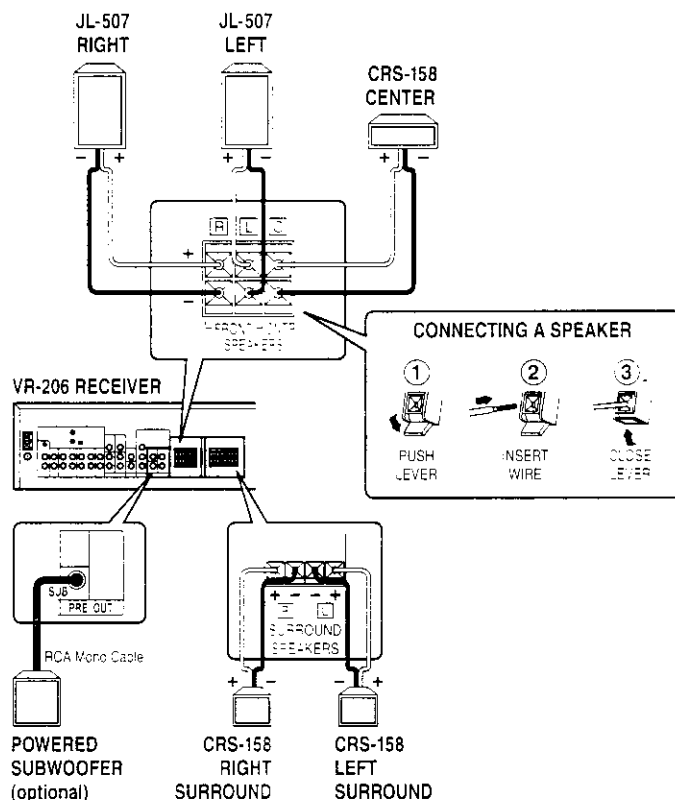 JL-507
RIGHT
JL-507
LEFT
CRS-158
CENTER
− +
+ −
+ −
R L C
+
−
SPEAKERS
CONNECTING A SPEAKER
1
2
3
PUSH
LEVER
INSERT
WIRE
CLOSE
LEVER
VR-206 RECEIVER
SUB
PRE OUT
RCA Mono Cable
+ − − +
R L
SURROUND
SPEAKERS
+ −
− +
POWERED
SUBWOOFER
(optional)
CRS-158
RIGHT
SURROUND
CRS-158
LEFT
SURROUND